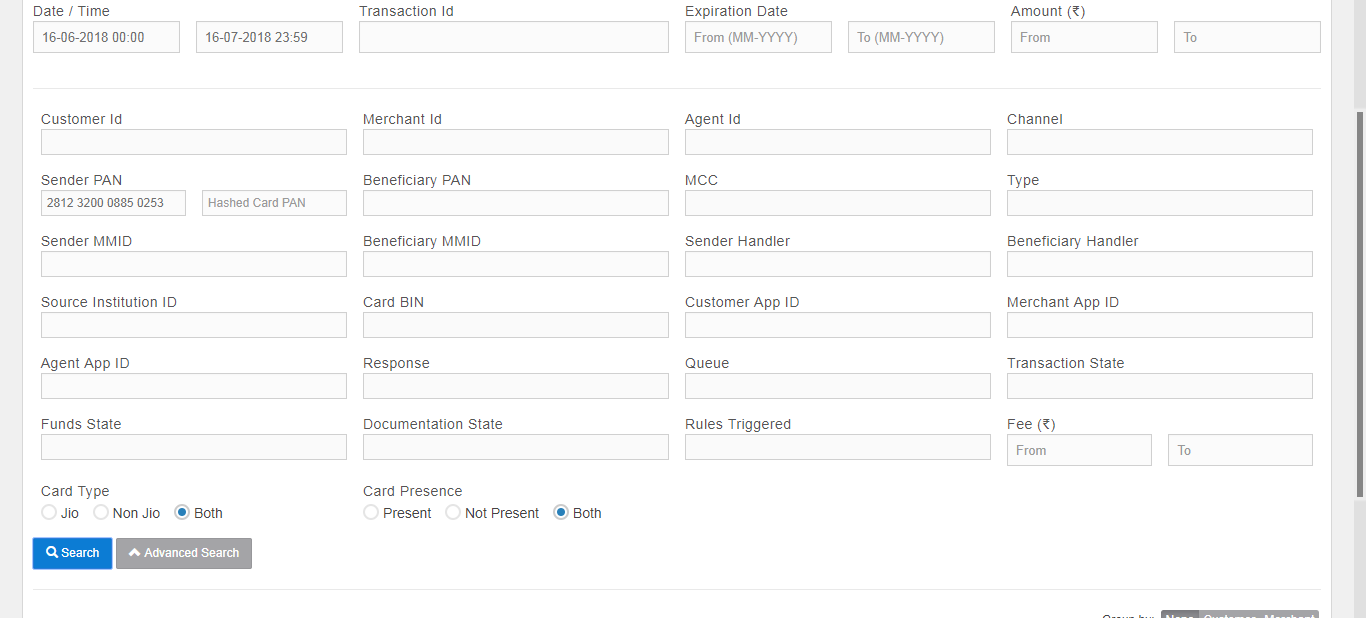 Date / Time Transaction Id Expiration Date Amount (₹)
16-06-2018 00:00 16-07-2018 23:59 From (MM-YYYY) To (MM-YYYY) From To
Customer Id Merchant Id Agent Id Channel
Sender PAN Beneficiary PAN MCC Type
2812 3200 0885 0253 Hashed Card PAN
Sender MMID Beneficiary MMID Sender Handler Beneficiary Handler
Source Institution ID Card BIN Customer App ID Merchant App ID
Agent App ID Response Queue Transaction State
Funds State Documentation State Rules Triggered Fee (₹)
From To
Card Type Card Presence
Jio Non Jio Both Present Not Present Both
Search Advanced Search
Group by: None Customer Merchant